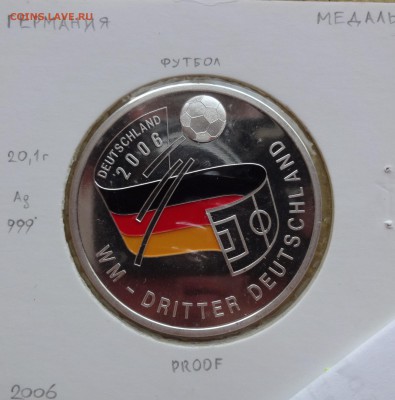 COINS.LAVE.RU
ГЕРМАНИЯ
МЕДАЛЬ
ФУТБОЛ
DEUTSCHLAND
2006
20,1г
Ag
999°
WM - DRITTER DEUTSCHLAND
PROOF
2006